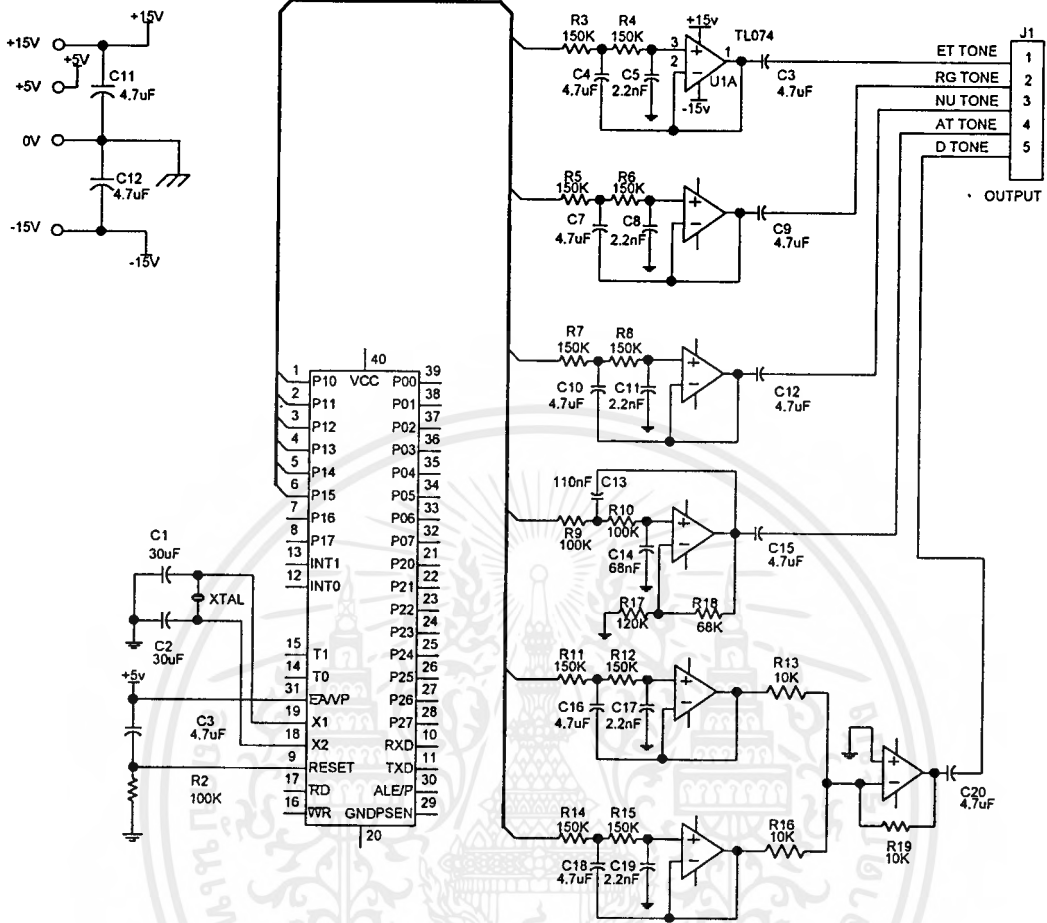 +15V
+15V
+5V
+5V
C11
4.7uF
0V
C12
4.7uF
-15V
-15V
R3
150K
R4
150K
+15v
TL074
3
2
1
U1A
-15v
C4
4.7uF
C5
2.2nF
C3
4.7uF
J1
ET TONE
1
RG TONE
2
NU TONE
3
AT TONE
4
D TONE
5
OUTPUT
R5
150K
R6
150K
C7
4.7uF
C8
2.2nF
C9
4.7uF
R7
150K
R8
150K
C10
4.7uF
C11
2.2nF
C12
4.7uF
110nF
C13
R9
100K
R10
100K
C14
68nF
C15
4.7uF
R17
120K
R18
68K
R11
150K
R12
150K
C16
4.7uF
C17
2.2nF
R13
10K
R14
150K
R15
150K
C18
4.7uF
C19
2.2nF
R16
10K
R19
10K
C20
4.7uF
40
1 P10 VCC P00 39
2 P11 P01 38
3 P12 P02 37
4 P13 P03 36
5 P14 P04 35
6 P15 P05 34
7 P16 P06 33
8 P17 P07 32
13 INT1 P20 21
12 INT0 P21 22
P22 23
P23 24
15 T1 P24 25
14 T0 P25 26
31 EA/VP P26 27
19 X1 P27 28
18 X2 RXD 10
9 RESET TXD 11
17 RD ALE/P 30
16 WR GND PSEN 29
20
C1
30uF
XTAL
C2
30uF
+5v
C3
4.7uF
R2
100K